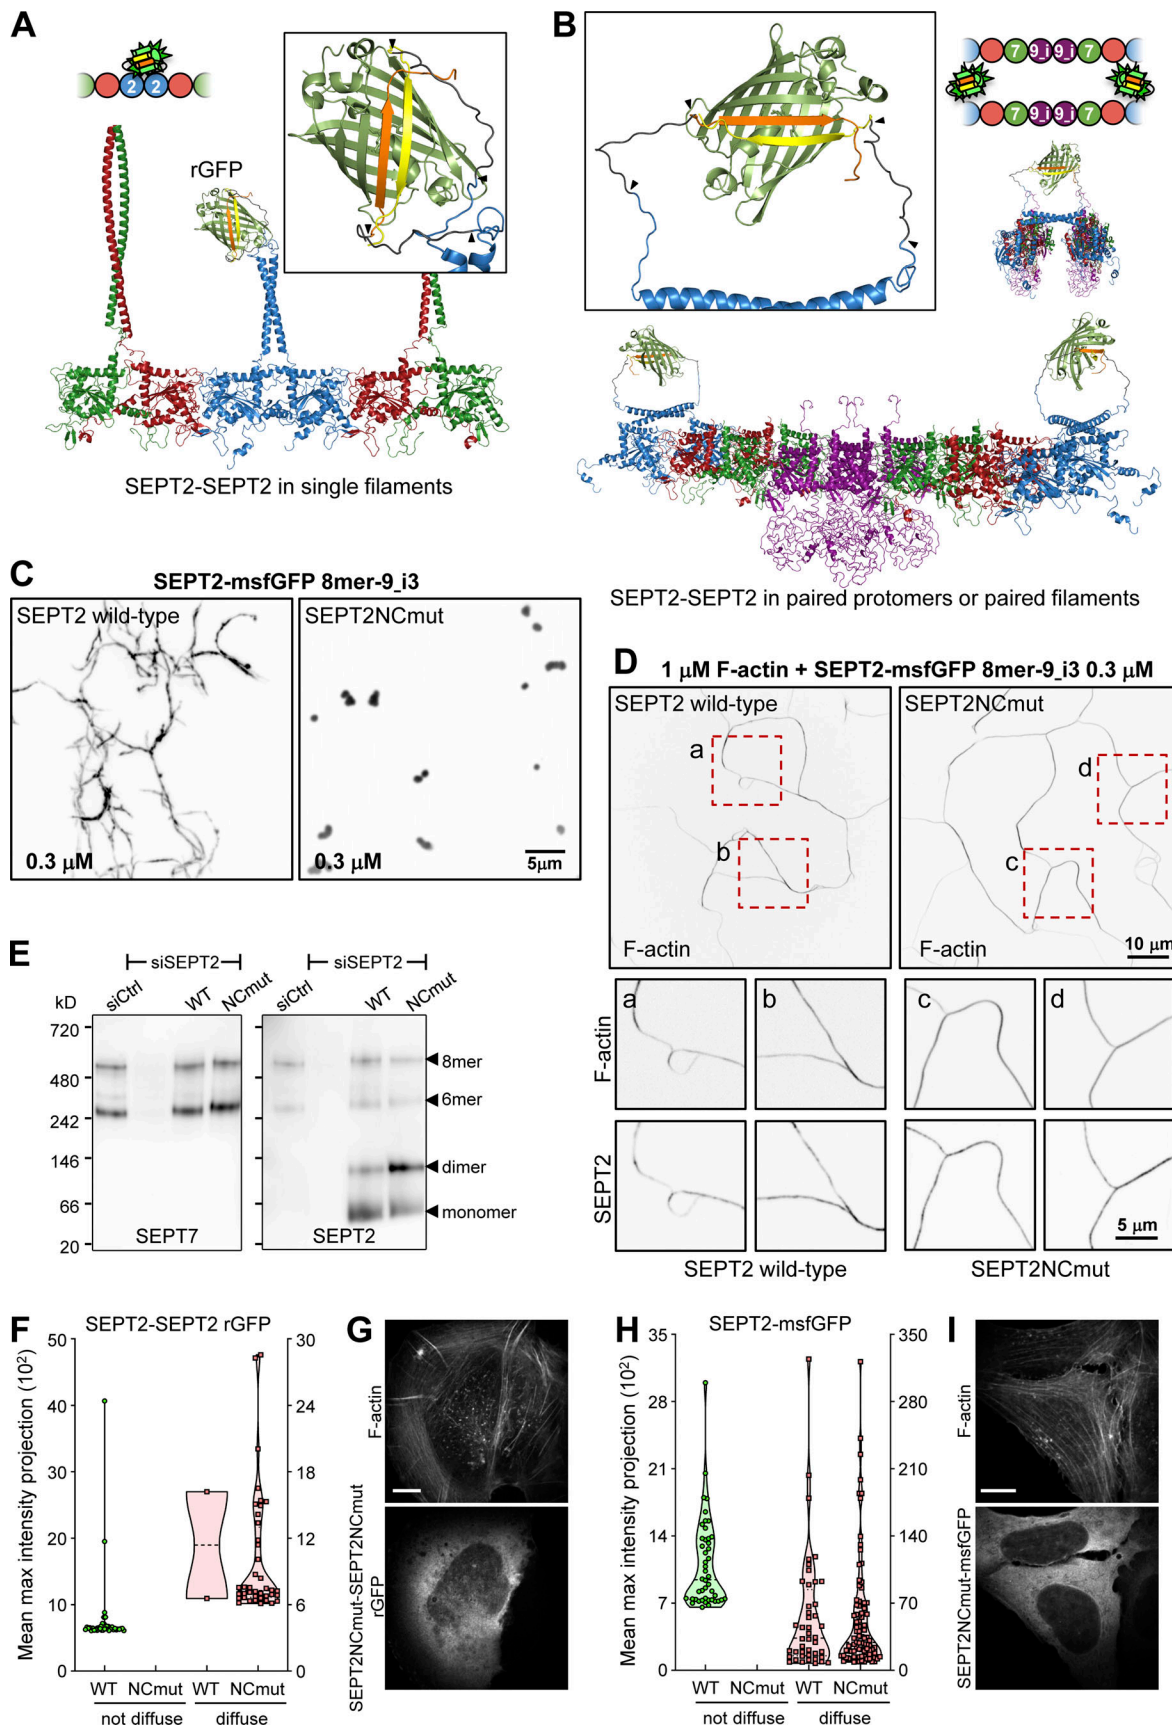 A
2 2
rGFP
SEPT2-SEPT2 in single filaments
B
7 9_i 9_i 7
7 9_i 9_i 7
SEPT2-SEPT2 in paired protomers or paired filaments
C
SEPT2-msfGFP 8mer-9_i3
SEPT2 wild-type
SEPT2NCmut
0.3 µM
0.3 µM
5µm
D
1 µM F-actin + SEPT2-msfGFP 8mer-9_i3 0.3 µM
SEPT2 wild-type
SEPT2NCmut
a
b
c
d
F-actin
F-actin
10 µm
a
b
c
d
F-actin
SEPT2
5 µm
SEPT2 wild-type
SEPT2NCmut
E
siSEPT2
siSEPT2
kD
siCtrl
WT
NCmut
siCtrl
WT
NCmut
720
480
242
146
66
20
8mer
6mer
dimer
monomer
SEPT7
SEPT2
F
SEPT2-SEPT2 rGFP
Mean max intensity projection (10²)
50
40
30
20
10
0
30
24
18
12
6
0
WT NCmut WT NCmut
not diffuse diffuse
G
F-actin
SEPT2NCmut-SEPT2NCmut
rGFP
H
SEPT2-msfGFP
Mean max intensity projection (10²)
35
28
21
14
7
0
350
280
210
140
70
0
WT NCmut WT NCmut
not diffuse diffuse
I
F-actin
SEPT2NCmut-msfGFP